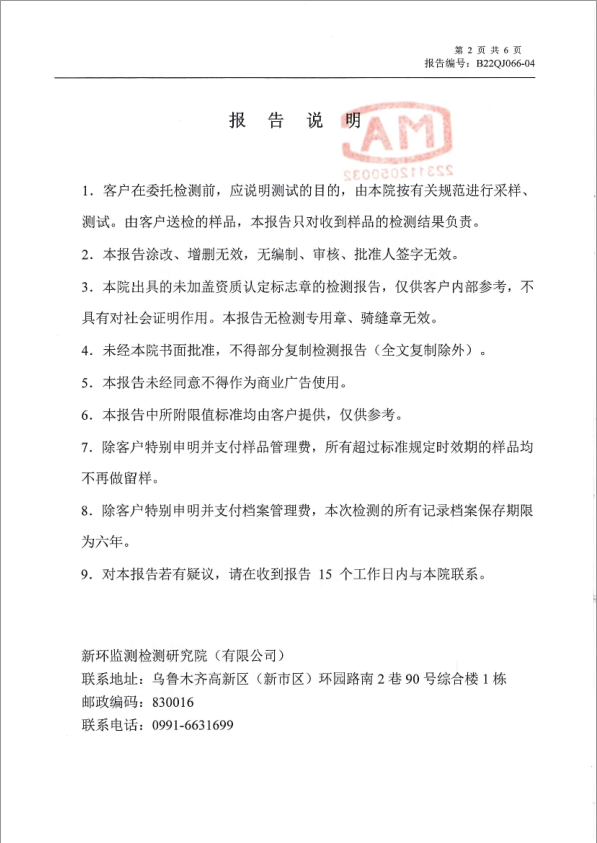 第 2 页 共 6 页
报告编号：B22QJ066-04
报 告 说 明
MA
223112050032
1．客户在委托检测前，应说明测试的目的，由本院按有关规范进行采样、
测试。由客户送检的样品，本报告只对收到样品的检测结果负责。
2．本报告涂改、增删无效，无编制、审核、批准人签字无效。
3．本院出具的未加盖资质认定标志章的检测报告，仅供客户内部参考，不
具有对社会证明作用。本报告无检测专用章、骑缝章无效。
4．未经本院书面批准，不得部分复制检测报告（全文复制除外）。
5．本报告未经同意不得作为商业广告使用。
6．本报告中所附限值标准均由客户提供，仅供参考。
7．除客户特别申明并支付样品管理费，所有超过标准规定时效期的样品均
不再做留样。
8．除客户特别申明并支付档案管理费，本次检测的所有记录档案保存期限
为六年。
9．对本报告若有疑议，请在收到报告 15 个工作日内与本院联系。
新环监测检测研究院（有限公司）
联系地址：乌鲁木齐高新区（新市区）环园路南 2 巷 90 号综合楼 1 栋
邮政编码：830016
联系电话：0991-6631699